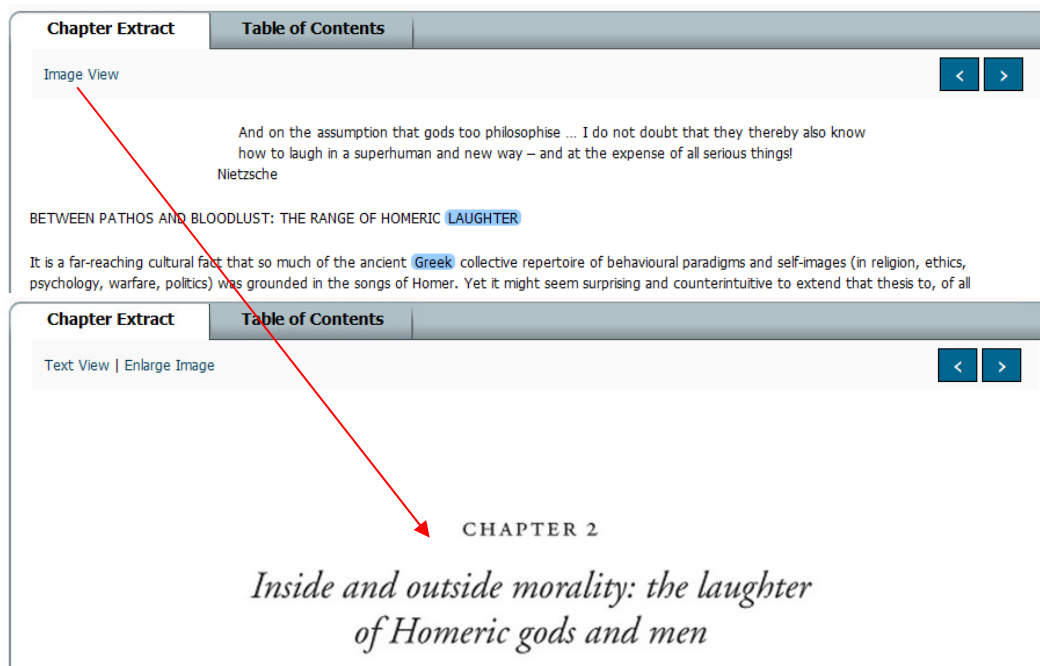 Chapter Extract Table of Contents
Image View < >
And on the assumption that gods too philosophise ... I do not doubt that they thereby also know
how to laugh in a superhuman and new way – and at the expense of all serious things!
Nietzsche
BETWEEN PATHOS AND BLOODLUST: THE RANGE OF HOMERIC LAUGHTER
It is a far-reaching cultural fact that so much of the ancient Greek collective repertoire of behavioural paradigms and self-images (in religion, ethics,
psychology, warfare, politics) was grounded in the songs of Homer. Yet it might seem surprising and counterintuitive to extend that thesis to, of all
Chapter Extract Table of Contents
Text View | Enlarge Image < >
CHAPTER 2
Inside and outside morality: the laughter
of Homeric gods and men